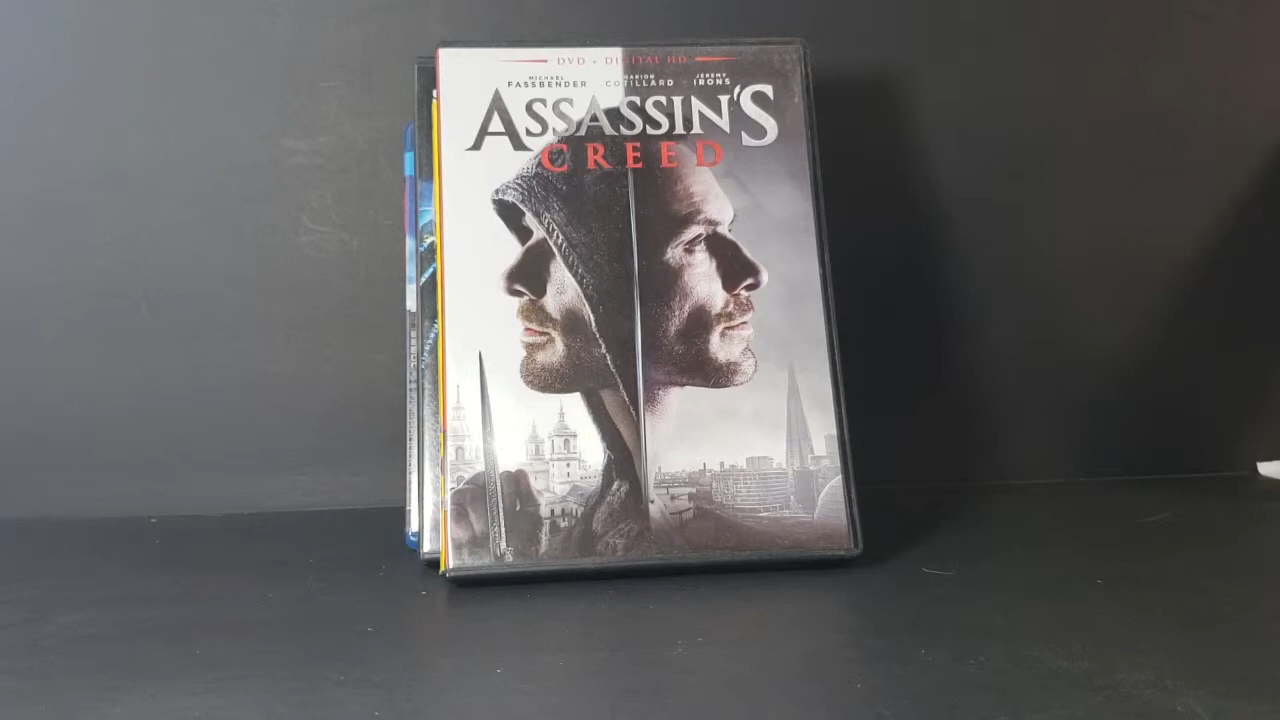 DVD + DIGITAL HD
MICHAEL FASSBENDER MARION COTILLARD JEREMY IRONS
ASSASSIN'S
CREED